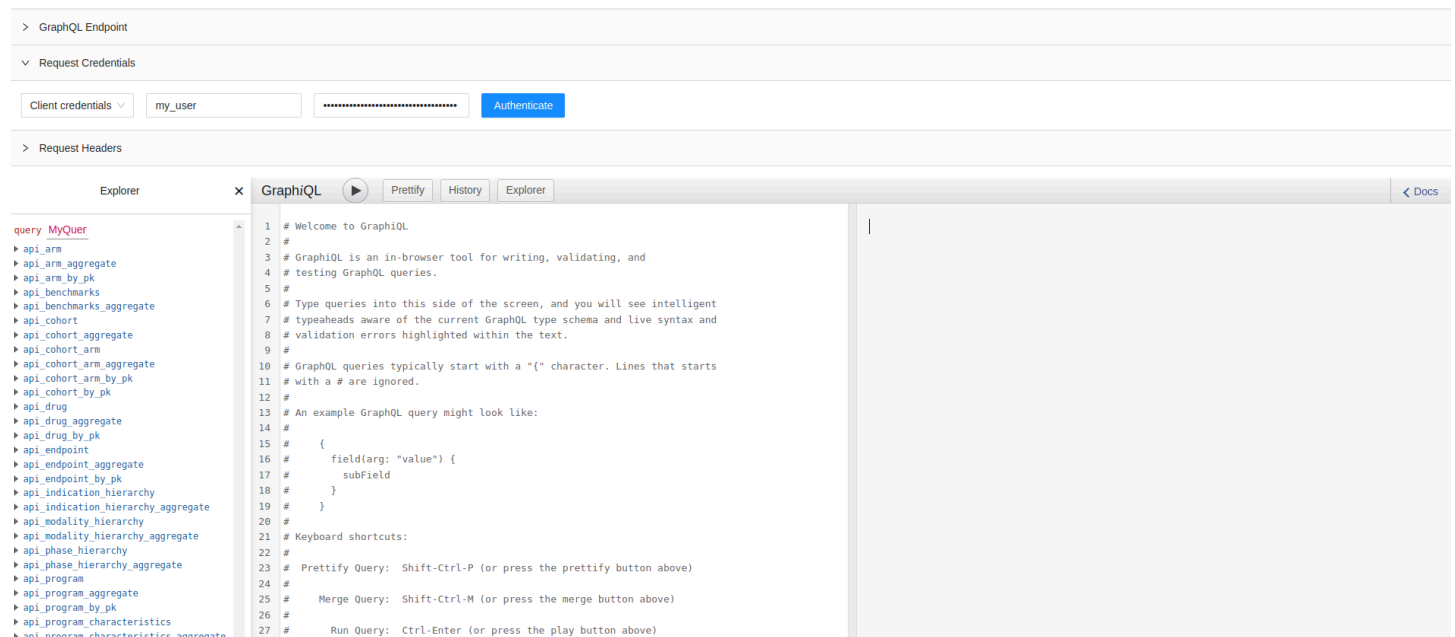 GraphQL Endpoint
Request Credentials
Client credentials my_user •••••••••••••••••••••••••••••••••••• Authenticate
Request Headers
Explorer ✕
query MyQuer
api_arm
api_arm_aggregate
api_arm_by_pk
api_benchmarks
api_benchmarks_aggregate
api_cohort
api_cohort_aggregate
api_cohort_arm
api_cohort_arm_aggregate
api_cohort_arm_by_pk
api_cohort_by_pk
api_drug
api_drug_aggregate
api_drug_by_pk
api_endpoint
api_endpoint_aggregate
api_endpoint_by_pk
api_indication_hierarchy
api_indication_hierarchy_aggregate
api_modality_hierarchy
api_modality_hierarchy_aggregate
api_phase_hierarchy
api_phase_hierarchy_aggregate
api_program
api_program_aggregate
api_program_by_pk
api_program_characteristics
api_program_characteristics_aggregate
GraphiQL Prettify History Explorer Docs
1 # Welcome to GraphiQL
2 #
3 # GraphiQL is an in-browser tool for writing, validating, and
4 # testing GraphQL queries.
5 #
6 # Type queries into this side of the screen, and you will see intelligent
7 # typeaheads aware of the current GraphQL type schema and live syntax and
8 # validation errors highlighted within the text.
9 #
10 # GraphQL queries typically start with a "{" character. Lines that starts
11 # with a # are ignored.
12 #
13 # An example GraphQL query might look like:
14 #
15 #     {
16 #       field(arg: "value") {
17 #         subField
18 #       }
19 #     }
20 #
21 # Keyboard shortcuts:
22 #
23 #  Prettify Query:  Shift-Ctrl-P (or press the prettify button above)
24 #
25 #     Merge Query:  Shift-Ctrl-M (or press the merge button above)
26 #
27 #       Run Query:  Ctrl-Enter (or press the play button above)